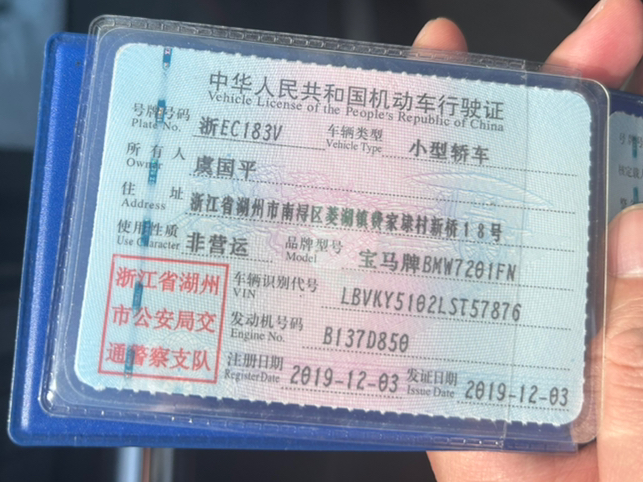 中华人民共和国机动车行驶证
Vehicle License of the People's Republic of China
号牌号码 浙EC183V 车辆类型 小型轿车
Plate No. Vehicle Type
所有人 虞国平
Owner
住址 浙江省湖州市南浔区菱湖镇费家埭村新桥18号
Address
使用性质 非营运 品牌型号 宝马牌BMW7201FN
Use Character Model
浙江省湖州
市公安局交
通警察支队
车辆识别代号 LBVKY5102LST57876
VIN
发动机号码 B137D850
Engine No.
注册日期 2019-12-03 发证日期 2019-12-03
Register Date Issue Date